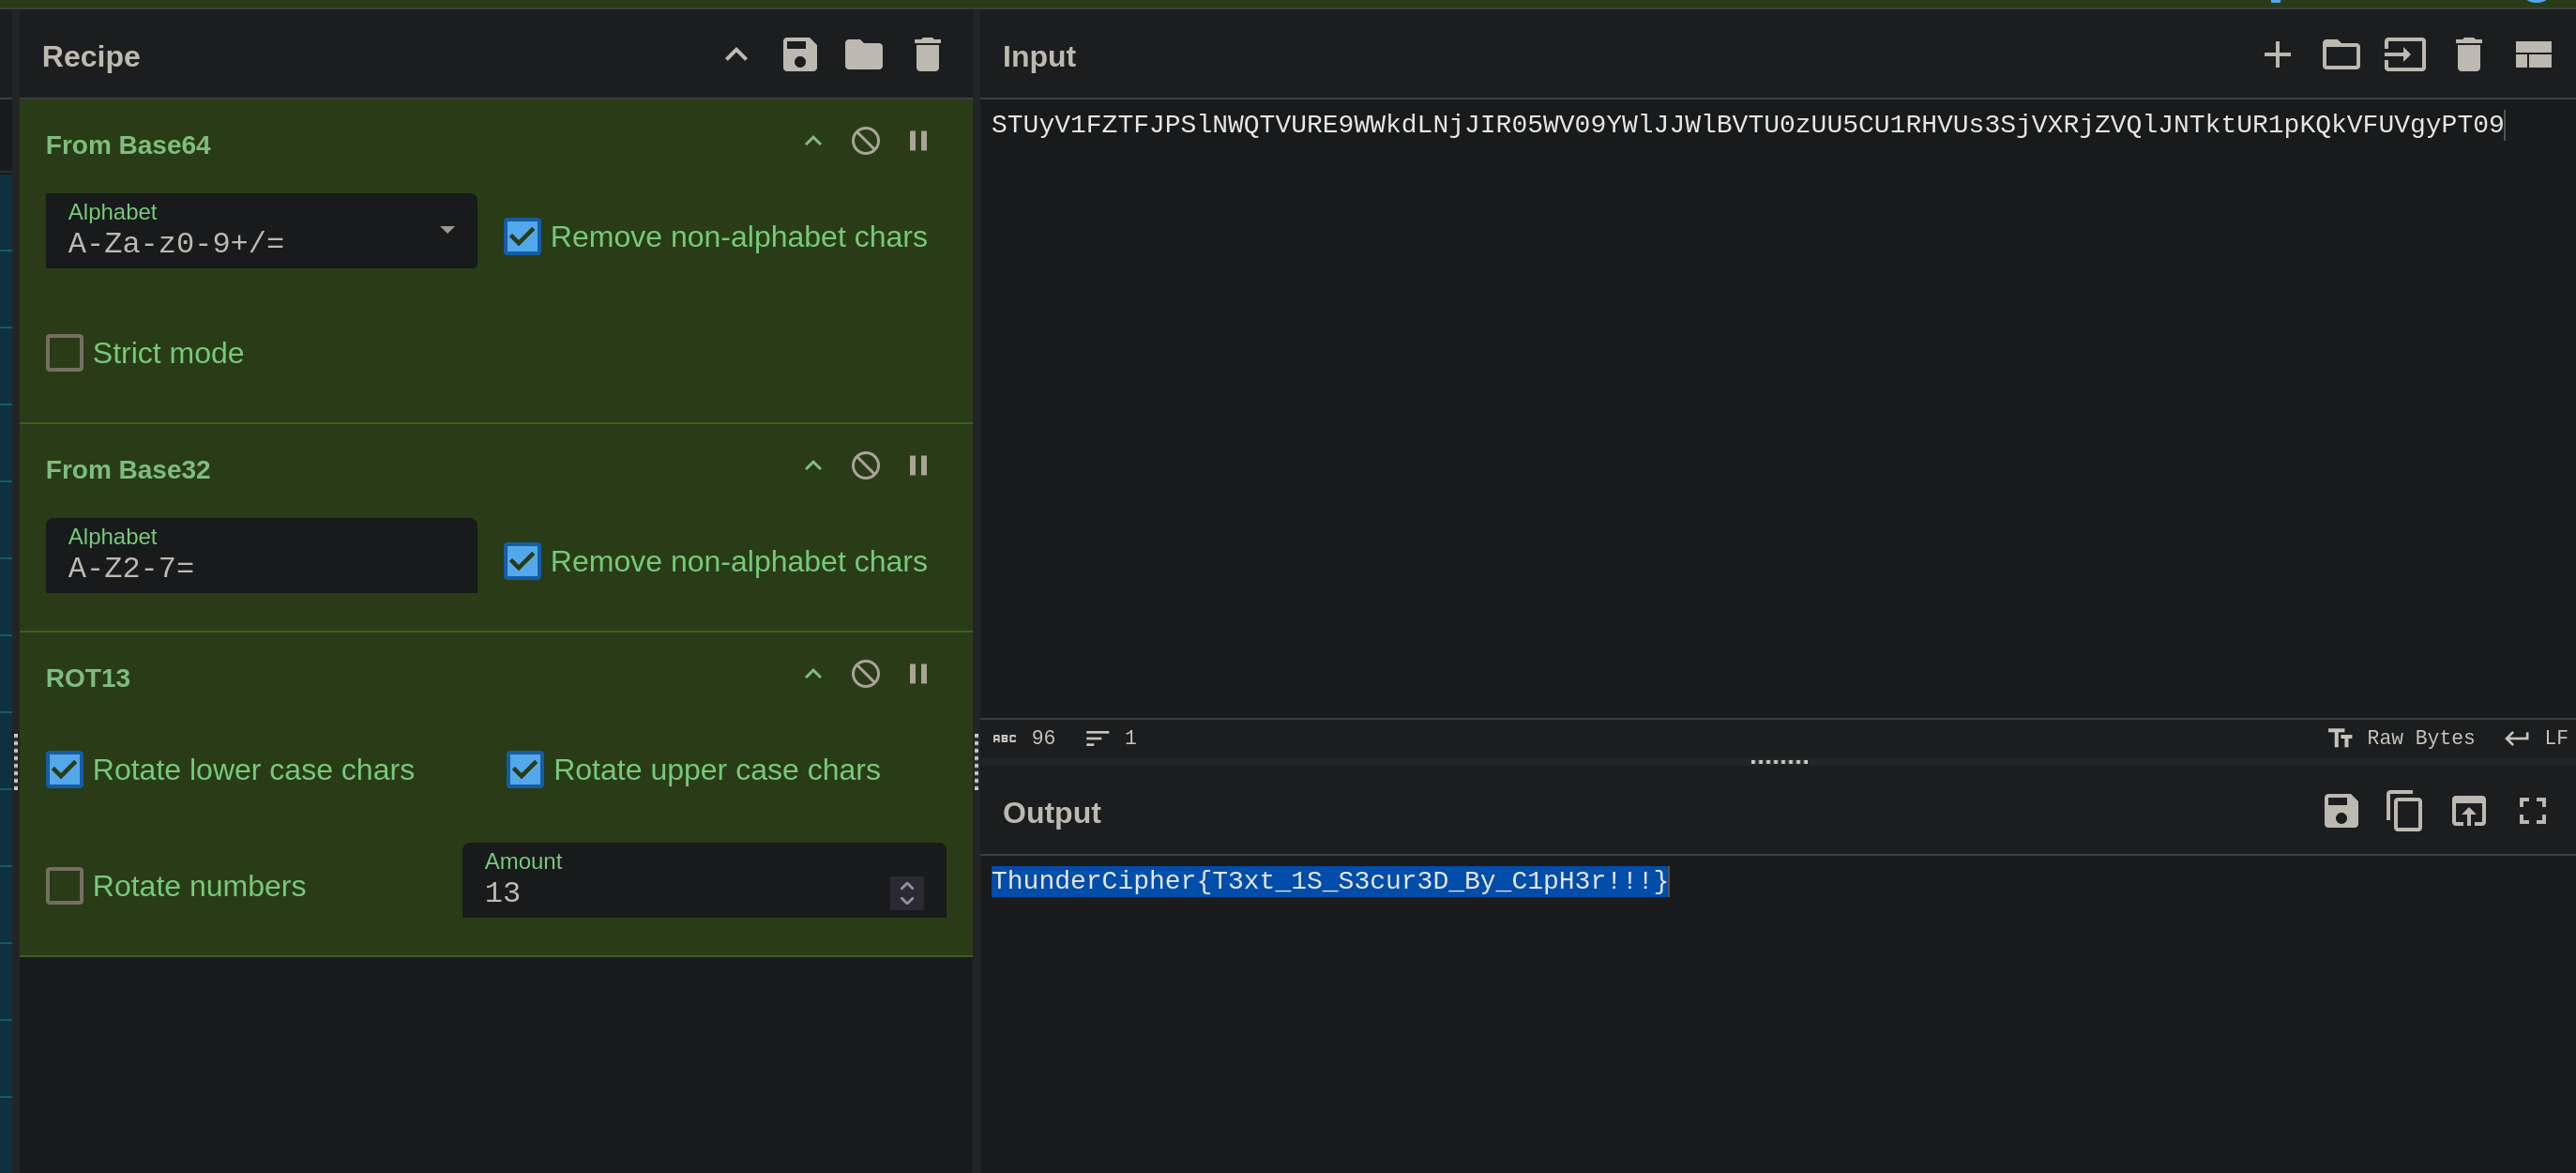 Recipe
From Base64
Alphabet
A-Za-z0-9+/=
Remove non-alphabet chars
Strict mode
From Base32
Alphabet
A-Z2-7=
Remove non-alphabet chars
ROT13
Rotate lower case chars
Rotate upper case chars
Rotate numbers
Amount
13
Input
STUyV1FZTFJPSlNWQTVURE9WWkdLNjJIR05WV09YWlJJWlBVTU0zUU5CU1RHVUs3SjVXRjZVQlJNTktUR1pKQkVFUVgyPT09
ABC 96 1
Raw Bytes LF
Output
ThunderCipher{T3xt_1S_S3cur3D_By_C1pH3r!!!}